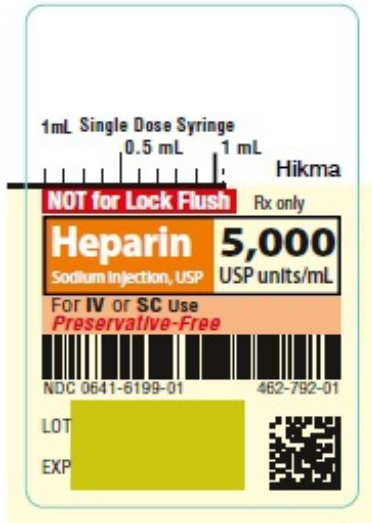 1mL Single Dose Syringe
0.5 mL 1 mL
Hikma
NOT for Lock Flush Rx only
Heparin 5,000
Sodium Injection, USP USP units/mL
For IV or SC Use
Preservative-Free
NDC 0641-6199-01 462-792-01
LOT
EXP